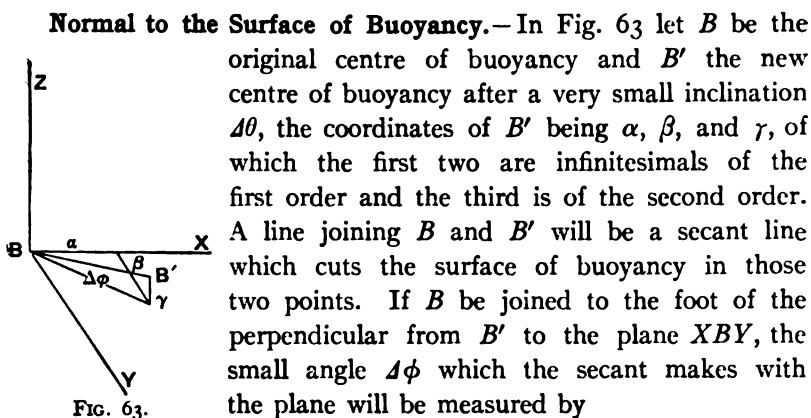 Normal to the Surface of Buoyancy.—In Fig. 63 let B be the
original centre of buoyancy and B′ the new
centre of buoyancy after a very small inclination
Δθ, the coordinates of B′ being α, β, and γ, of
which the first two are infinitesimals of the
first order and the third is of the second order.
A line joining B and B′ will be a secant line
which cuts the surface of buoyancy in those
two points. If B be joined to the foot of the
perpendicular from B′ to the plane XBY, the
small angle Δϕ which the secant makes with
the plane will be measured by
Z
B
α
X
β
B′
Δϕ
γ
Y
FIG. 63.